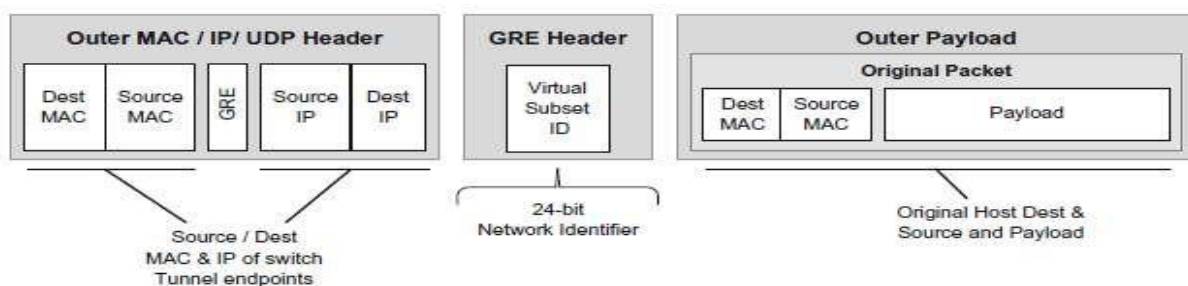 Outer MAC / IP/ UDP Header
Dest
MAC
Source
MAC
GRE
Source
IP
Dest
IP
Source / Dest
MAC & IP of switch
Tunnel endpoints
GRE Header
Virtual
Subset
ID
24-bit
Network Identifier
Outer Payload
Original Packet
Dest
MAC
Source
MAC
Payload
Original Host Dest &
Source and Payload